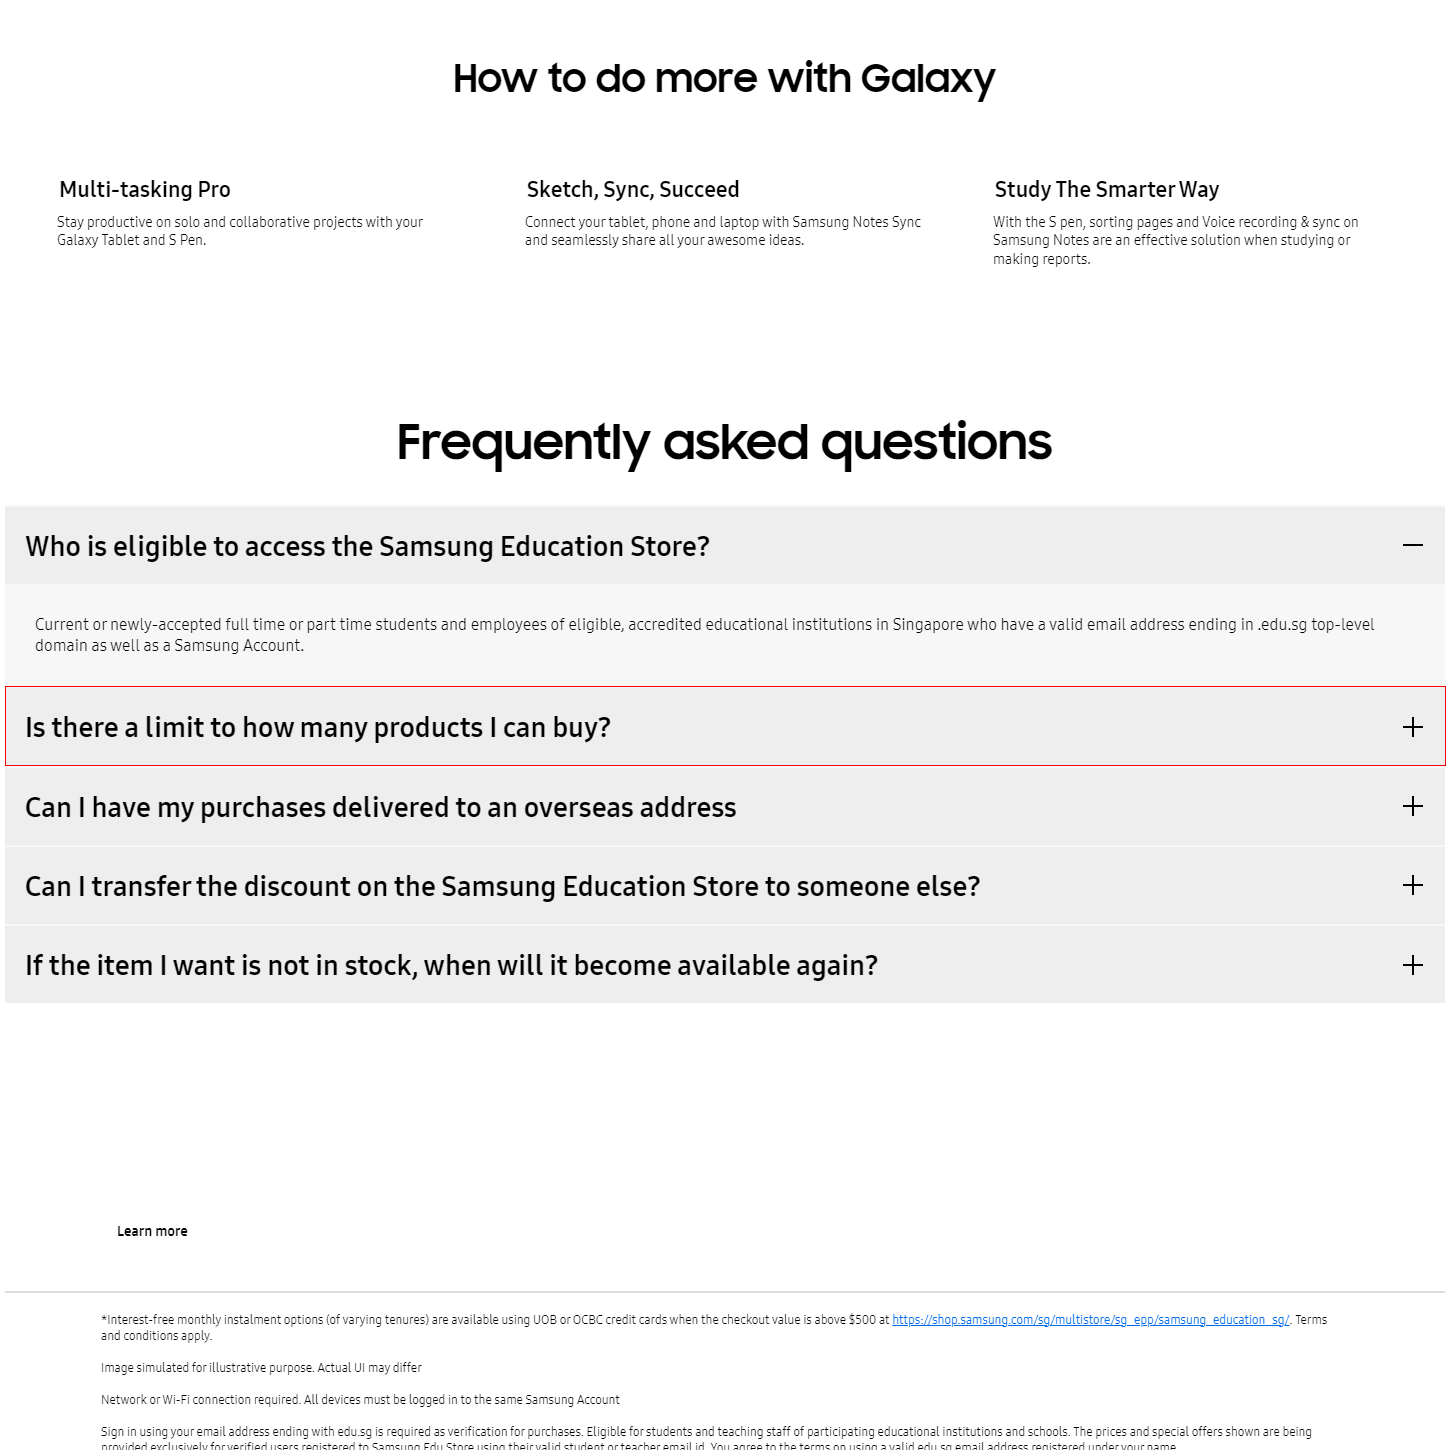 How to do more with Galaxy
Multi-tasking Pro
Stay productive on solo and collaborative projects with your
Galaxy Tablet and S Pen.
Sketch, Sync, Succeed
Connect your tablet, phone and laptop with Samsung Notes Sync
and seamlessly share all your awesome ideas.
Study The Smarter Way
With the S pen, sorting pages and Voice recording & sync on
Samsung Notes are an effective solution when studying or
making reports.
Frequently asked questions
Who is eligible to access the Samsung Education Store?
Current or newly-accepted full time or part time students and employees of eligible, accredited educational institutions in Singapore who have a valid email address ending in .edu.sg top-level
domain as well as a Samsung Account.
Is there a limit to how many products I can buy?
Can I have my purchases delivered to an overseas address
Can I transfer the discount on the Samsung Education Store to someone else?
If the item I want is not in stock, when will it become available again?
Learn more
*Interest-free monthly instalment options (of varying tenures) are available using UOB or OCBC credit cards when the checkout value is above $500 at https://shop.samsung.com/sg/multistore/sg_epp/samsung_education_sg/. Terms
and conditions apply.
Image simulated for illustrative purpose. Actual UI may differ
Network or Wi-Fi connection required. All devices must be logged in to the same Samsung Account
Sign in using your email address ending with edu.sg is required as verification for purchases. Eligible for students and teaching staff of participating educational institutions and schools. The prices and special offers shown are being
provided exclusively for verified users registered to Samsung Edu Store using their valid student or teacher email id. You agree to the terms on using a valid edu.sg email address registered under your name.